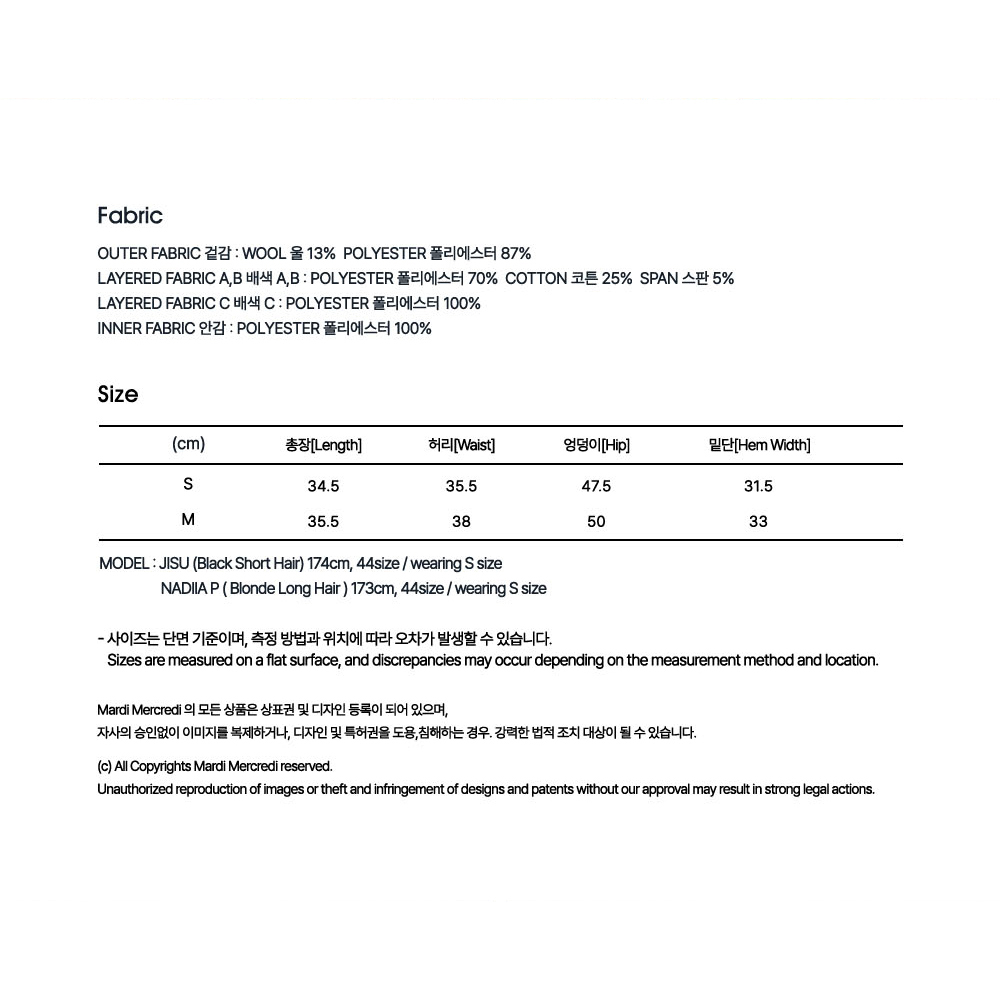 Fabric
OUTER FABRIC 겉감 : WOOL 울 13%  POLYESTER 폴리에스터 87%
LAYERED FABRIC A,B 배색 A,B : POLYESTER 폴리에스터 70%  COTTON 코튼 25%  SPAN 스판 5%
LAYERED FABRIC C 배색 C : POLYESTER 폴리에스터 100%
INNER FABRIC 안감 : POLYESTER 폴리에스터 100%
Size
(cm) 총장[Length] 허리[Waist] 엉덩이[Hip] 밑단[Hem Width]
S 34.5 35.5 47.5 31.5
M 35.5 38 50 33
MODEL : JISU (Black Short Hair) 174cm, 44size / wearing S size
NADIIA P ( Blonde Long Hair ) 173cm, 44size / wearing S size
- 사이즈는 단면 기준이며, 측정 방법과 위치에 따라 오차가 발생할 수 있습니다.
Sizes are measured on a flat surface, and discrepancies may occur depending on the measurement method and location.
Mardi Mercredi 의 모든 상품은 상표권 및 디자인 등록이 되어 있으며,
자사의 승인없이 이미지를 복제하거나, 디자인 및 특허권을 도용,침해하는 경우. 강력한 법적 조치 대상이 될 수 있습니다.
(c) All Copyrights Mardi Mercredi reserved.
Unauthorized reproduction of images or theft and infringement of designs and patents without our approval may result in strong legal actions.